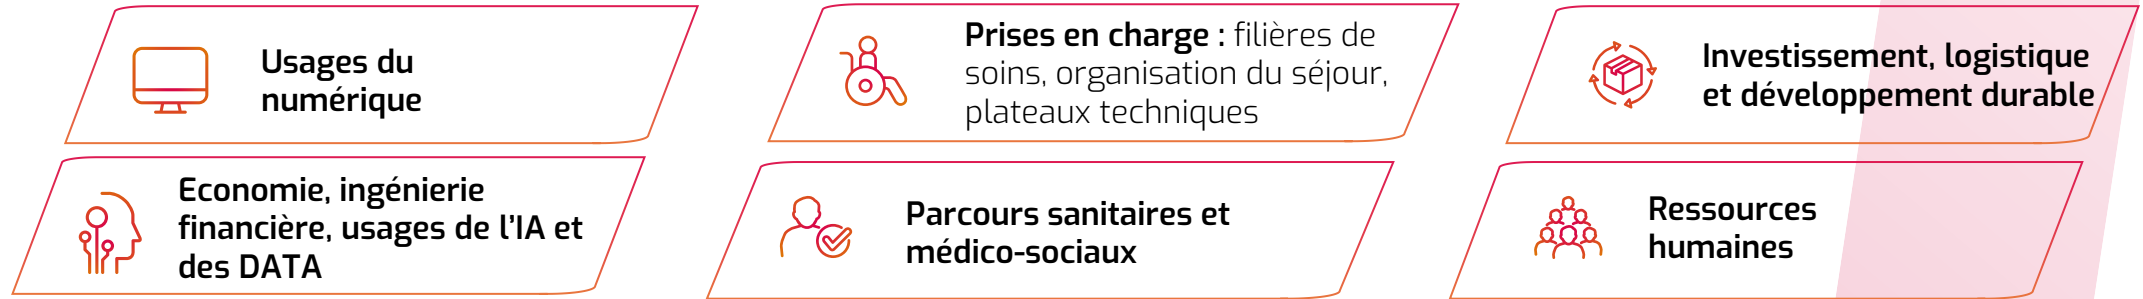 Usages du
numérique
Prises en charge : filières de
soins, organisation du séjour,
plateaux techniques
Investissement, logistique
et développement durable
Economie, ingénierie
financière, usages de l'IA et
des DATA
Parcours sanitaires et
médico-sociaux
Ressources
humaines